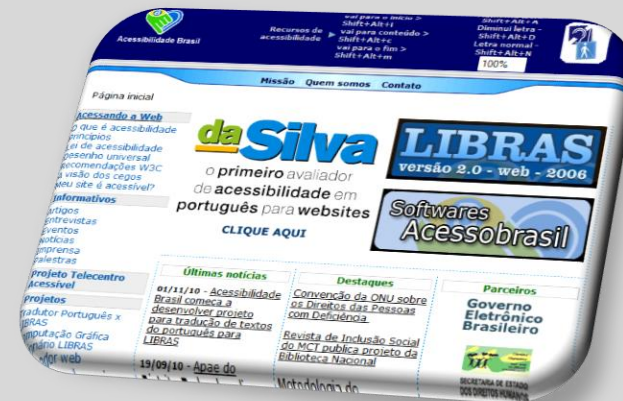 Acessibilidade Brasil
Recursos de
acessibilidade
vai para o início >
Shift+Alt+i
vai para conteúdo >
Shift+Alt+c
vai para o fim >
Shift+Alt+m
Shift+Alt+A
Diminui letra -
Shift+Alt+D
Letra normal -
Shift+Alt+N
100%
Missão Quem somos Contato
Página inicial
Acessando a Web
o que é acessibilidade
princípios
Lei de acessibilidade
desenho universal
recomendações W3C
a visão dos cegos
Meu site é acessível?
Informativos
artigos
entrevistas
eventos
notícias
imprensa
palestras
Projeto Telecentro
Acessível
Projetos
Tradutor Português x
LIBRAS
Computação Gráfica
LIBRAS
web
daSilva
o primeiro avaliador
de acessibilidade em
português para websites
CLIQUE AQUI
LIBRAS
versão 2.0 - web - 2006
Softwares
Acessobrasil
Últimas notícias
01/11/10 - Acessibilidade
Brasil começa a
desenvolver projeto
para tradução de textos
do português para
LIBRAS
19/09/10 - Apae do
Destaques
Convenção da ONU sobre
os Direitos das Pessoas
com Deficiência
Revista de Inclusão Social
do MCT publica projeto da
Biblioteca Nacional
Metodologia do
Parceiros
Governo
Eletrônico
Brasileiro
SECRETARIA DE ESTADO
DOS DIREITOS HUMANOS